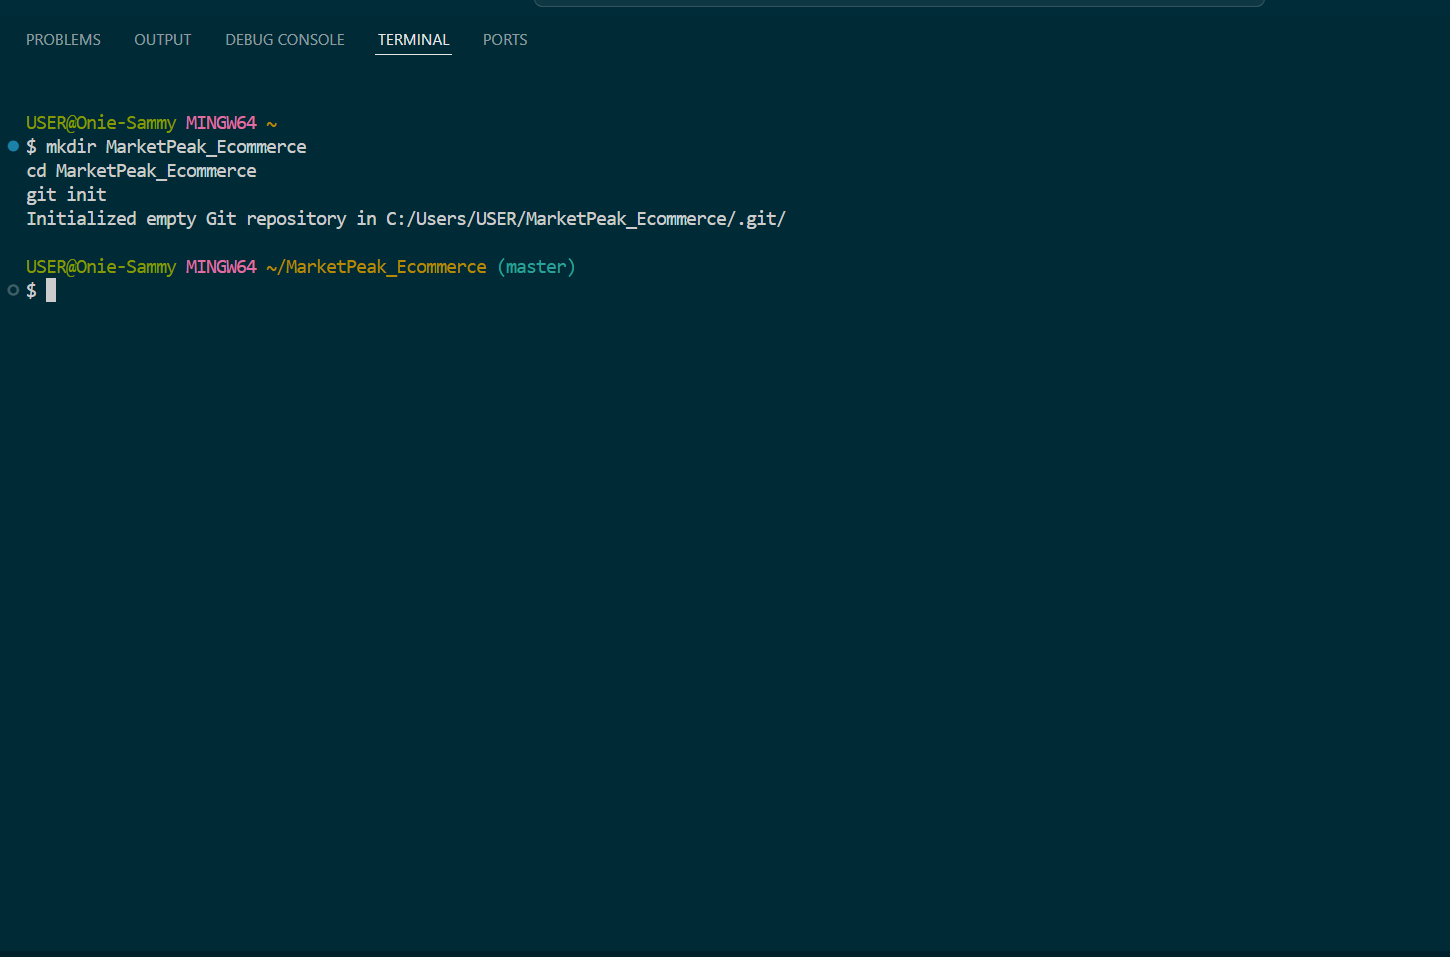 PROBLEMS OUTPUT DEBUG CONSOLE TERMINAL PORTS
USER@Onie-Sammy MINGW64 ~
$ mkdir MarketPeak_Ecommerce
cd MarketPeak_Ecommerce
git init
Initialized empty Git repository in C:/Users/USER/MarketPeak_Ecommerce/.git/
USER@Onie-Sammy MINGW64 ~/MarketPeak_Ecommerce (master)
$